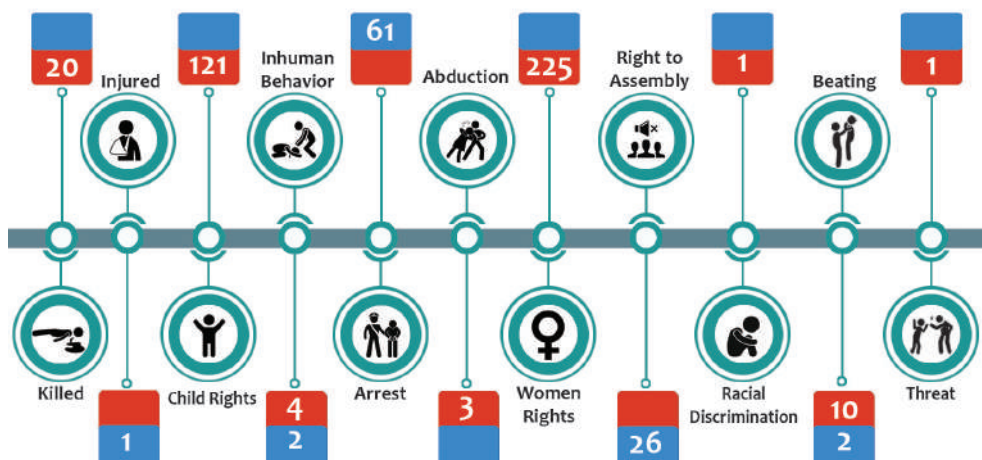 61
20
121
225
1
1
Injured
Inhuman
Behavior
Abduction
Right to
Assembly
Beating
Killed
Child Rights
Arrest
Women
Rights
Racial
Discrimination
Threat
1
4
2
3
26
10
2